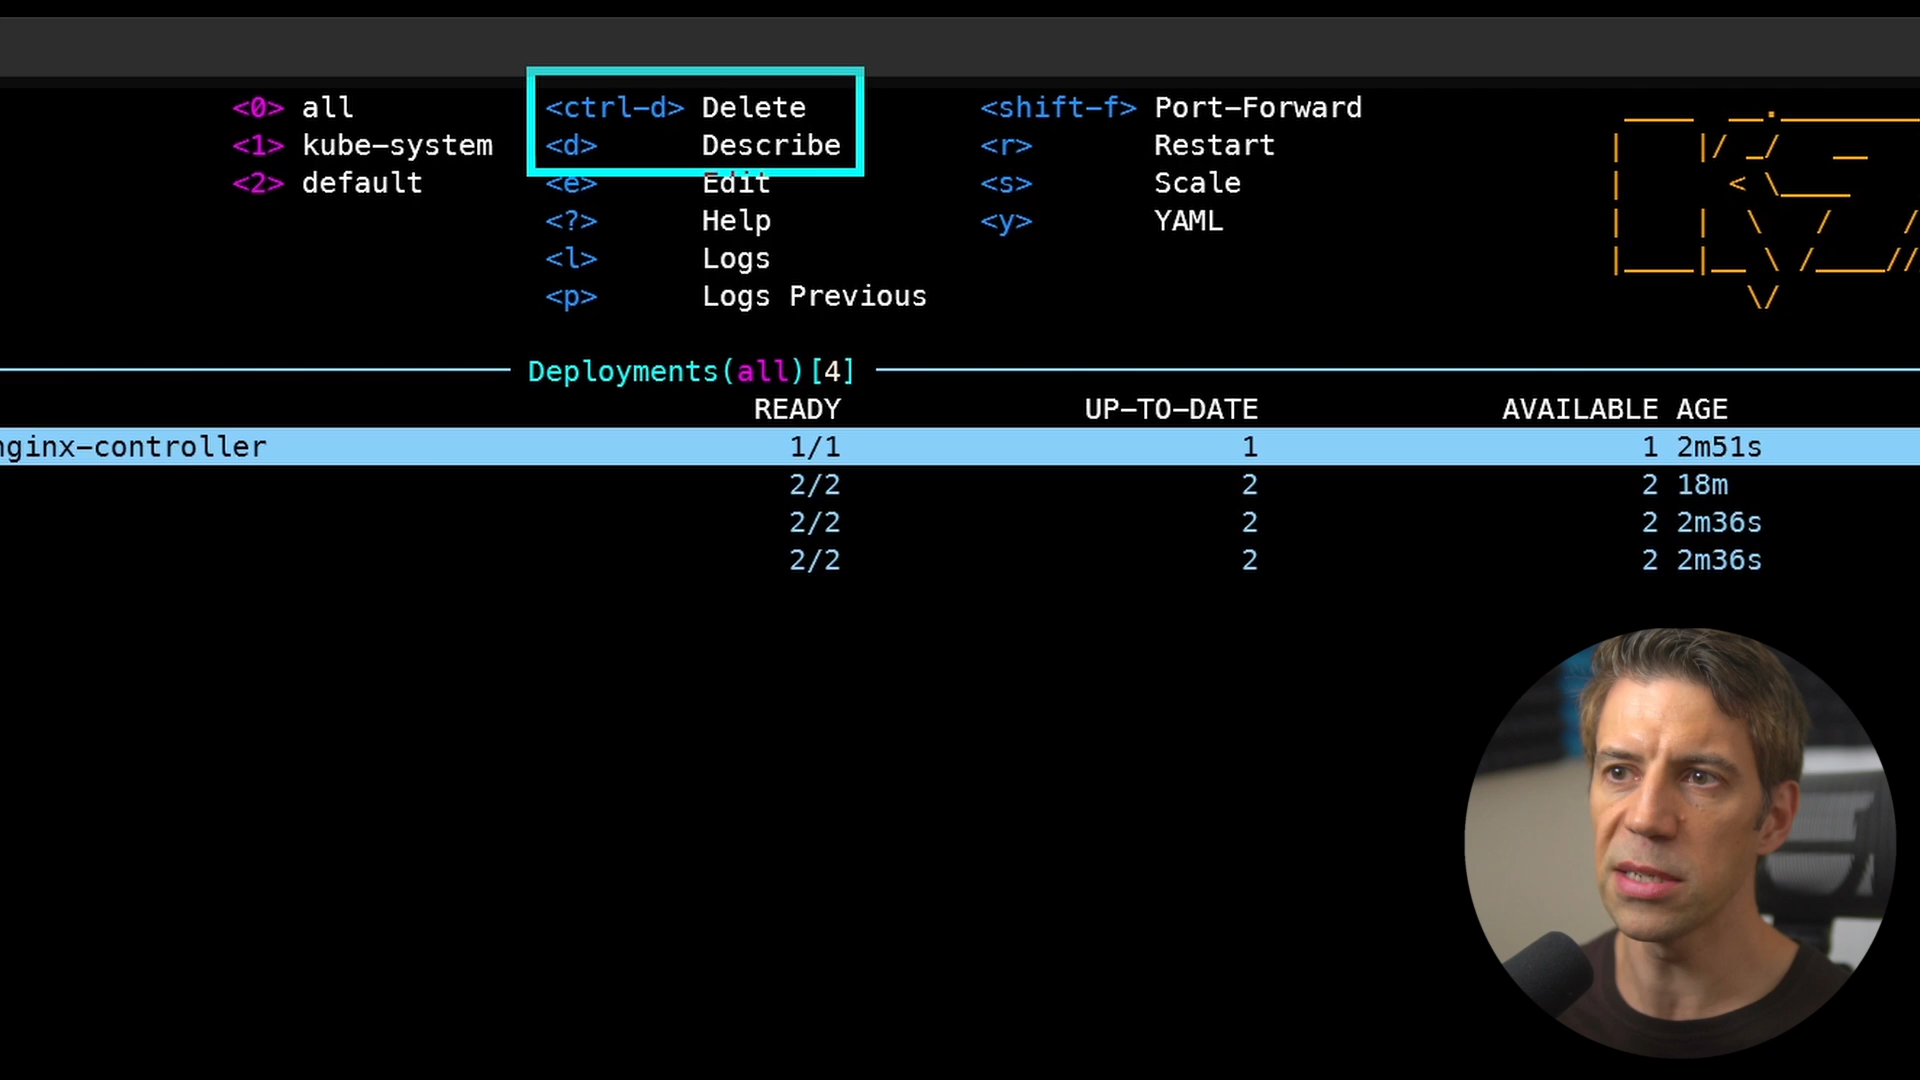 <0> all
<1> kube-system
<2> default
<ctrl-d> Delete
<d> Describe
<e> Edit
<?> Help
<l> Logs
<p> Logs Previous
<shift-f> Port-Forward
<r> Restart
<s> Scale
<y> YAML
Deployments(all)[4]
READY UP-TO-DATE AVAILABLE AGE
nginx-controller 1/1 1 1 2m51s
2/2 2 2 18m
2/2 2 2 2m36s
2/2 2 2 2m36s